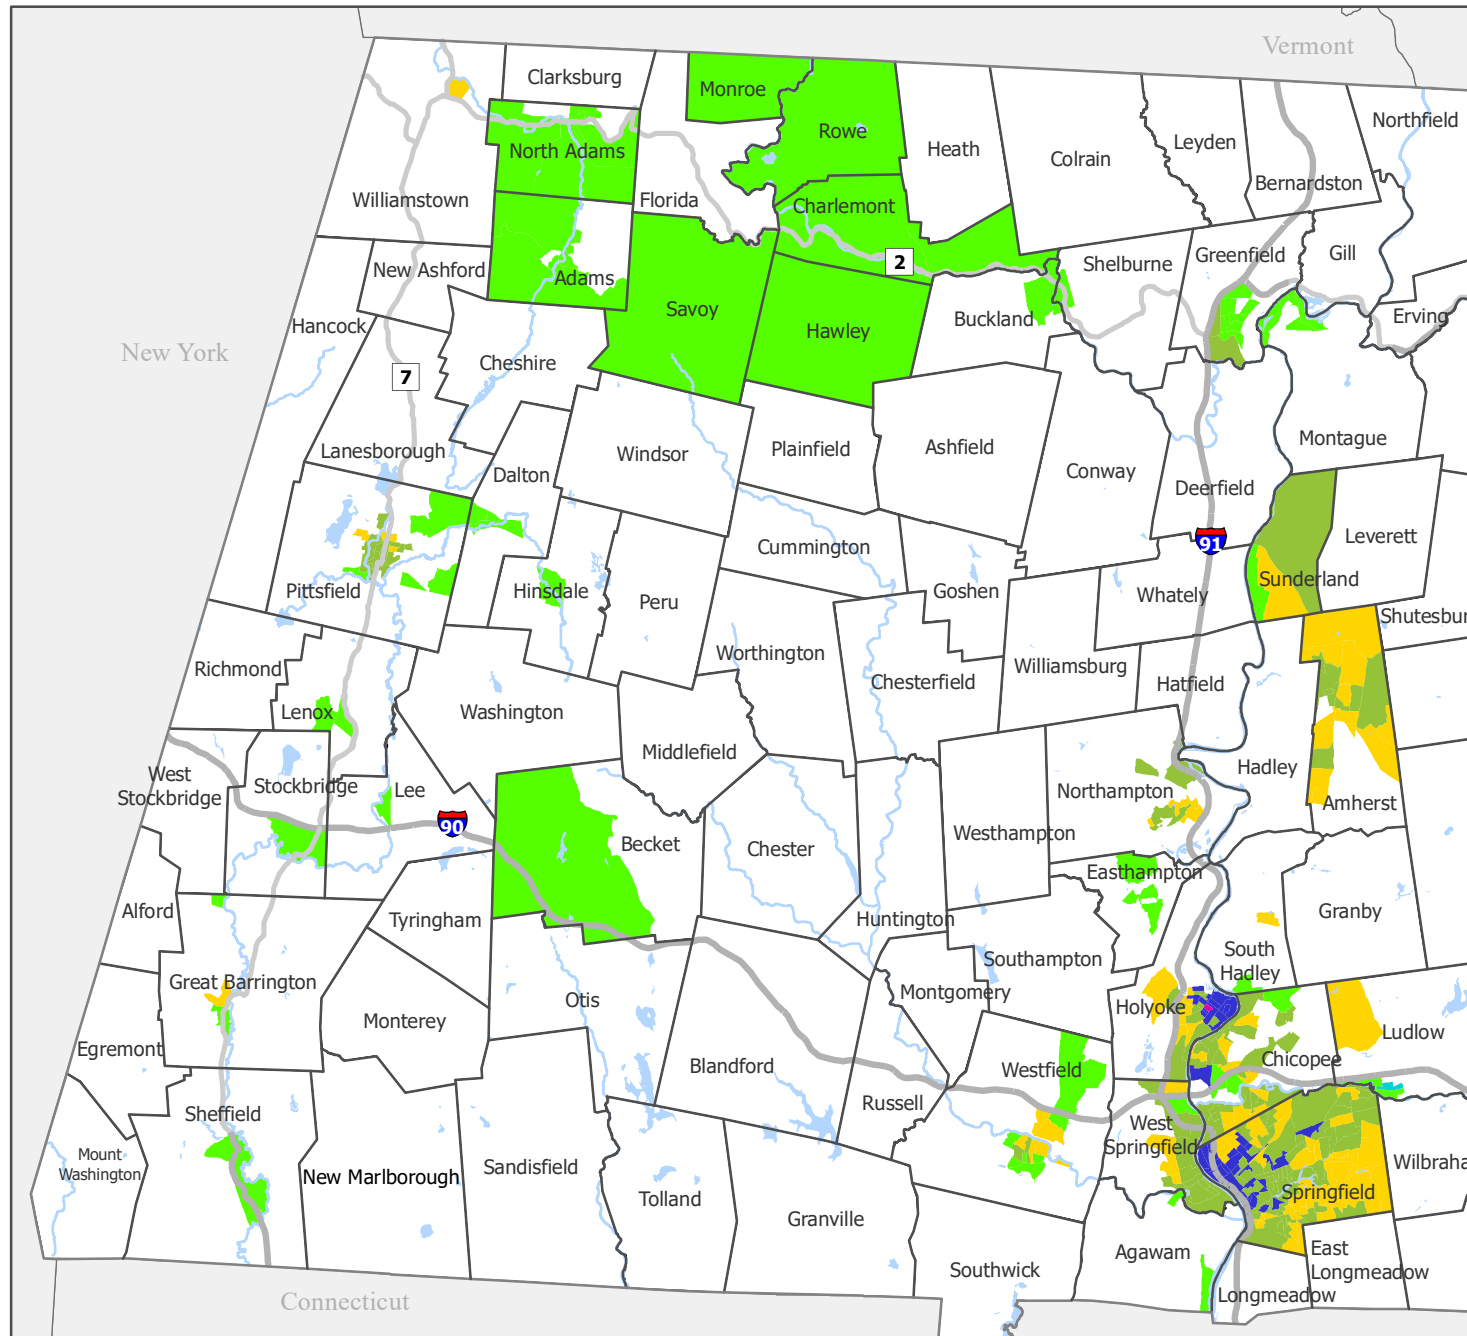 Vermont
Clarksburg
Monroe
Northfield
Rowe
North Adams
Heath
Colrain
Leyden
Bernardston
Williamstown
Florida
Charlemont
New Ashford
Adams
2
Shelburne
Greenfield
Gill
Hancock
Savoy
Hawley
Buckland
Erving
New York
Cheshire
7
Lanesborough
Dalton
Windsor
Plainfield
Ashfield
Conway
Montague
Deerfield
Cummington
91
Leverett
Pittsfield
Hinsdale
Peru
Goshen
Whately
Sunderland
Shutesbur
Richmond
Worthington
Chesterfield
Williamsburg
Hatfield
Lenox
Washington
Middlefield
Hadley
West
Stockbridge
Stockbridge
Lee
Northampton
Amherst
90
Becket
Chester
Westhampton
Easthampton
Alford
Tyringham
Huntington
Granby
Great Barrington
Otis
Southampton
South
Hadley
Montgomery
Holyoke
Monterey
Ludlow
Egremont
Blandford
Westfield
Chicopee
Russell
Sheffield
West
Springfield
Mount
Washington
New Marlborough
Sandisfield
Wilbraha
Tolland
Springfield
Granville
Agawam
East
Longmeadow
Southwick
Longmeadow
Connecticut